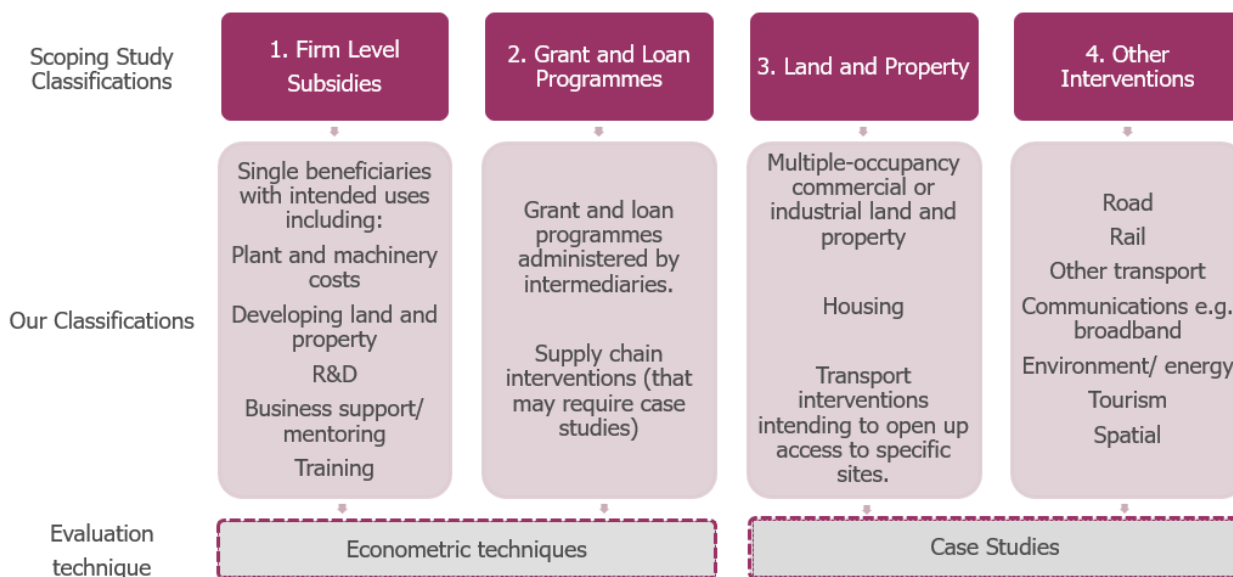 Scoping Study
Classifications
1. Firm Level
Subsidies
2. Grant and Loan
Programmes
3. Land and Property
4. Other
Interventions
Our Classifications
Single beneficiaries
with intended uses
including:
Plant and machinery
costs
Developing land and
property
R&D
Business support/
mentoring
Training
Grant and loan
programmes
administered by
intermediaries.
Supply chain
interventions (that
may require case
studies)
Multiple-occupancy
commercial or
industrial land and
property
Housing
Transport
interventions
intending to open up
access to specific
sites.
Road
Rail
Other transport
Communications e.g.
broadband
Environment/ energy
Tourism
Spatial
Evaluation
technique
Econometric techniques
Case Studies